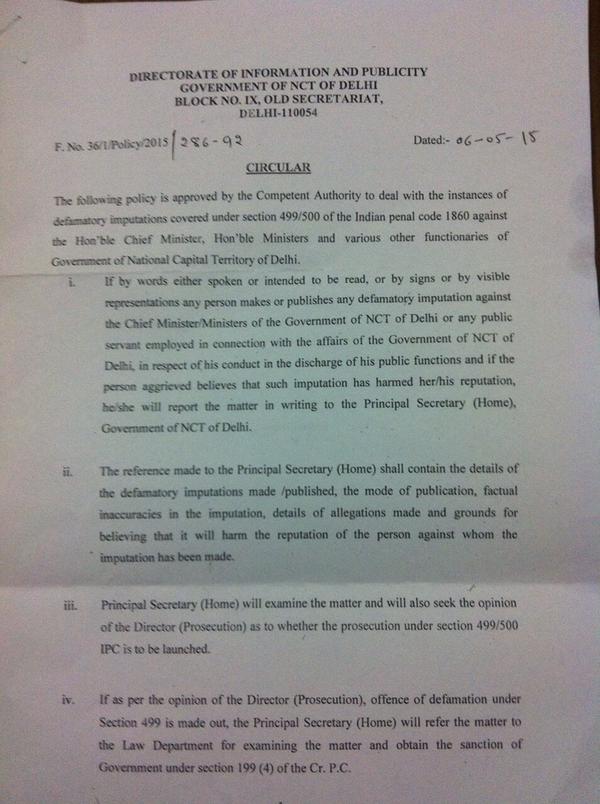 DIRECTORATE OF INFORMATION AND PUBLICITY
GOVERNMENT OF NCT OF DELHI
BLOCK NO. IX, OLD SECRETARIAT,
DELHI-110054
F. No. 36/1/Policy/2015/286-92 Dated:- 06-05-15
CIRCULAR
The following policy is approved by the Competent Authority to deal with the instances of
defamatory imputations covered under section 499/500 of the Indian penal code 1860 against
the Hon'ble Chief Minister, Hon'ble Ministers and various other functionaries of
Government of National Capital Territory of Delhi.
i. If by words either spoken or intended to be read, or by signs or by visible
representations any person makes or publishes any defamatory imputation against
the Chief Minister/Ministers of the Government of NCT of Delhi or any public
servant employed in connection with the affairs of the Government of NCT of
Delhi, in respect of his conduct in the discharge of his public functions and if the
person aggrieved believes that such imputation has harmed her/his reputation,
he/she will report the matter in writing to the Principal Secretary (Home),
Government of NCT of Delhi.
ii. The reference made to the Principal Secretary (Home) shall contain the details of
the defamatory imputations made /published, the mode of publication, factual
inaccuracies in the imputation, details of allegations made and grounds for
believing that it will harm the reputation of the person against whom the
imputation has been made.
iii. Principal Secretary (Home) will examine the matter and will also seek the opinion
of the Director (Prosecution) as to whether the prosecution under section 499/500
IPC is to be launched.
iv. If as per the opinion of the Director (Prosecution), offence of defamation under
Section 499 is made out, the Principal Secretary (Home) will refer the matter to
the Law Department for examining the matter and obtain the sanction of
Government under section 199 (4) of the Cr. P.C.